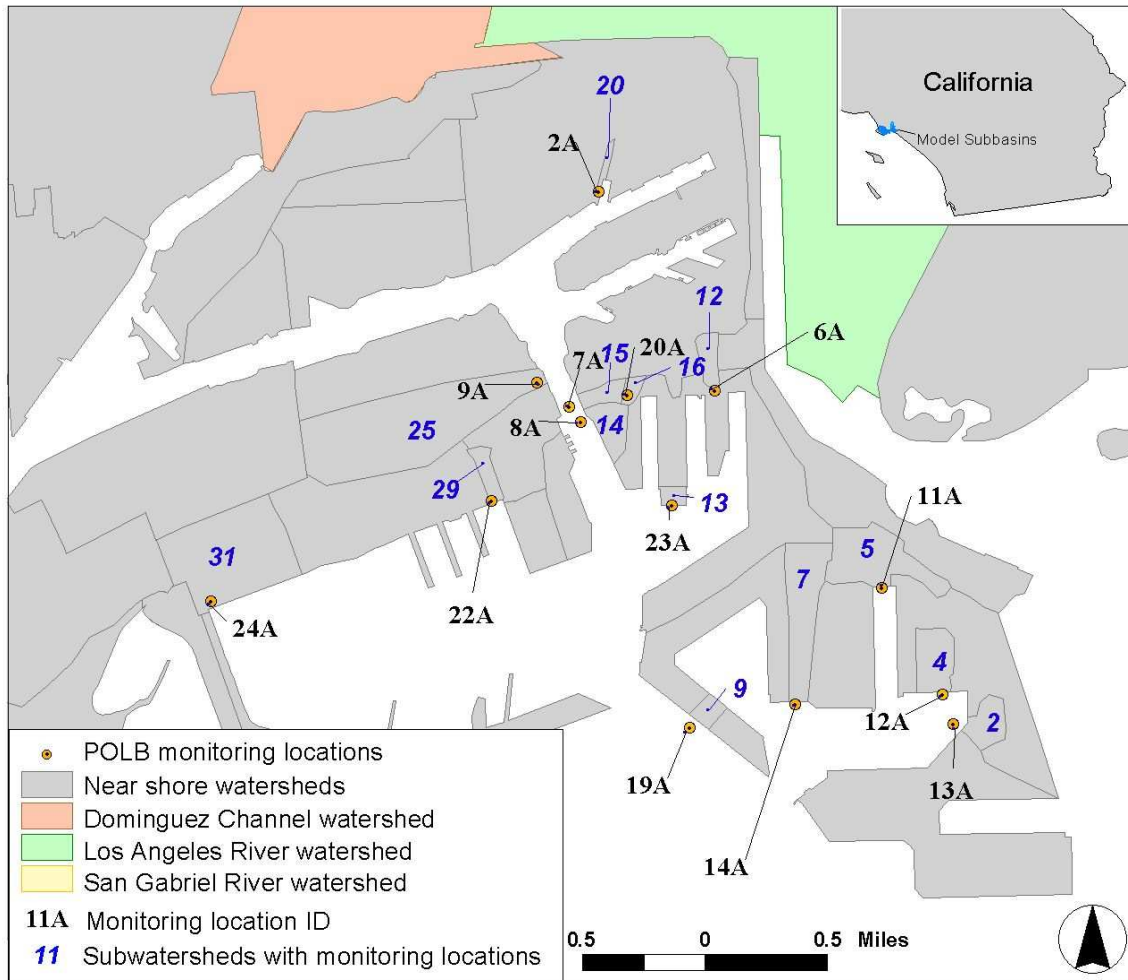 California
Model Subbasins
20
2A
12
6A
15
20A
7A
16
9A
25
8A
14
29
13
11A
23A
5
31
7
22A
24A
4
9
12A
2
19A
13A
14A
POLB monitoring locations
Near shore watersheds
Dominguez Channel watershed
Los Angeles River watershed
San Gabriel River watershed
11A Monitoring location ID
11 Subwatersheds with monitoring locations
0.5 0 0.5 Miles